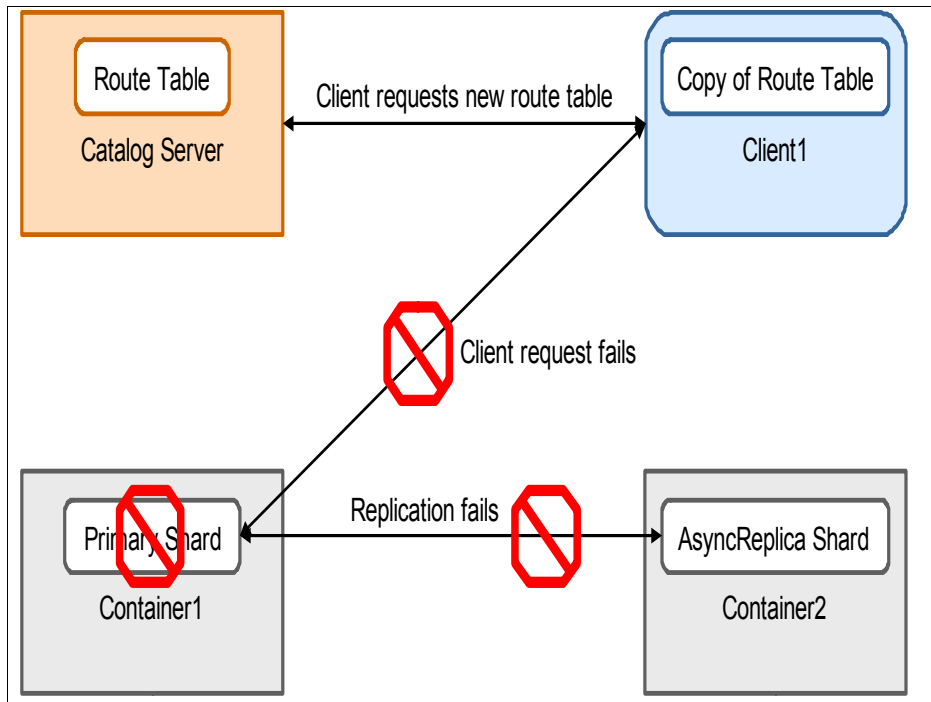 Route Table
Copy of Route Table
Client requests new route table
Catalog Server
Client1
Client request fails
Replication fails
Primary Shard
AsyncReplica Shard
Container1
Container2